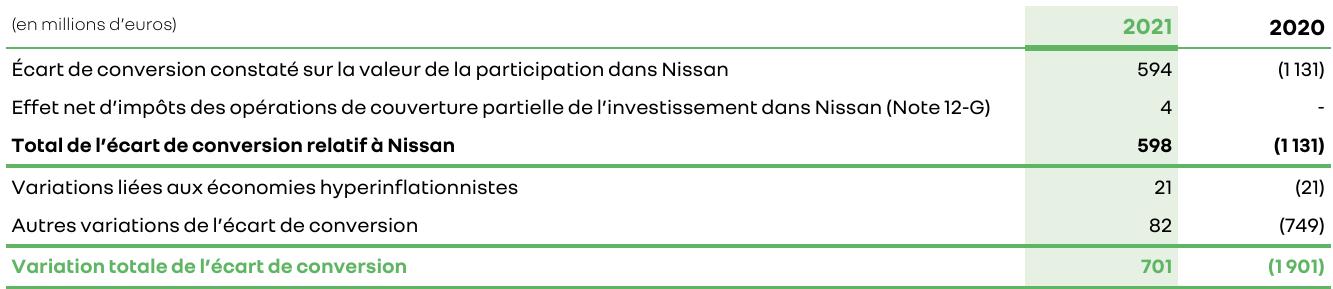 (en millions d'euros) 2021 2020
Écart de conversion constaté sur la valeur de la participation dans Nissan 594 (1 131)
Effet net d'impôts des opérations de couverture partielle de l'investissement dans Nissan (Note 12-G) 4 -
Total de l'écart de conversion relatif à Nissan 598 (1 131)
Variations liées aux économies hyperinflationnistes 21 (21)
Autres variations de l'écart de conversion 82 (749)
Variation totale de l'écart de conversion 701 (1 901)